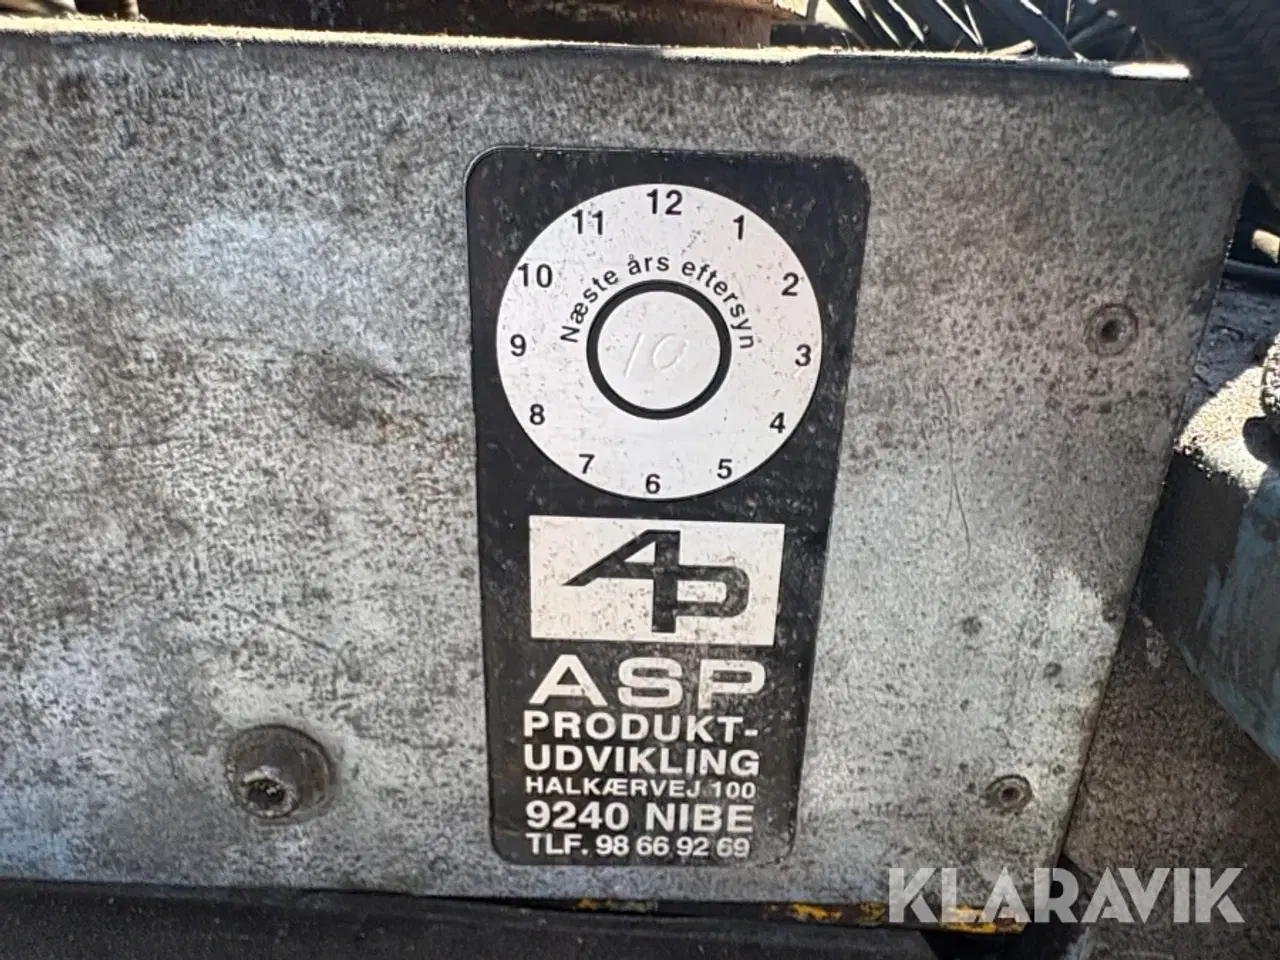 12
11 1
10 2
9 3
8 4
7 5
6
Næste års eftersyn
10
AP
ASP
PRODUKT-
UDVIKLING
HALKÆRVEJ 100
9240 NIBE
TLF. 98 66 92 69
KLARAVIK